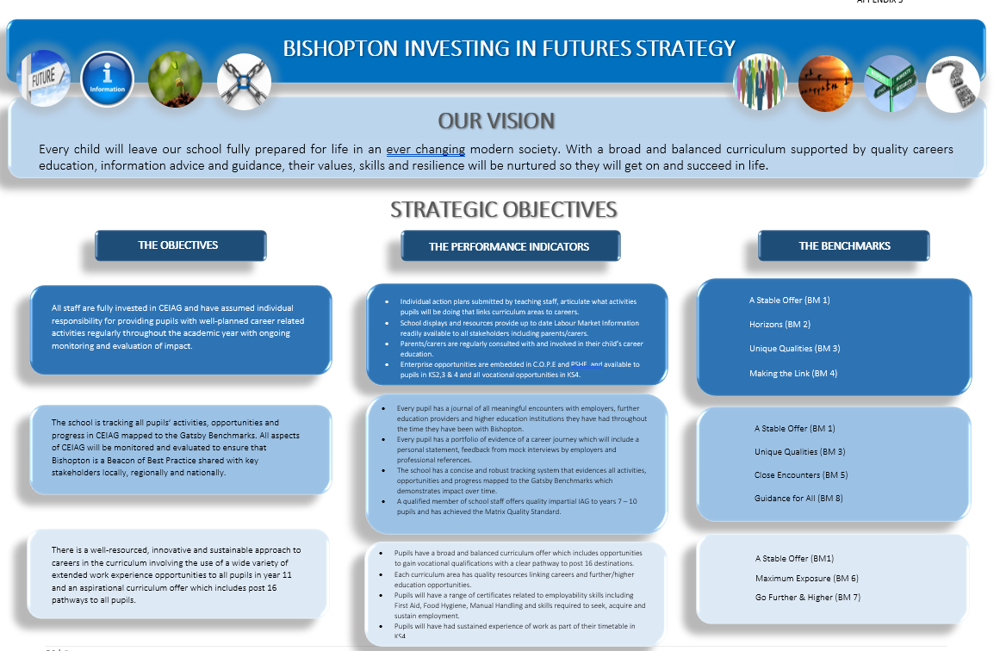 APPENDIX 3
BISHOPTON INVESTING IN FUTURES STRATEGY
FUTURE
i
Information
OUR VISION
Every child will leave our school fully prepared for life in an ever changing modern society. With a broad and balanced curriculum supported by quality careers
education, information advice and guidance, their values, skills and resilience will be nurtured so they will get on and succeed in life.
STRATEGIC OBJECTIVES
THE OBJECTIVES
All staff are fully invested in CEIAG and have assumed individual
responsibility for providing pupils with well-planned career related
activities regularly throughout the academic year with ongoing
monitoring and evaluation of impact.
The school is tracking all pupils' activities, opportunities and
progress in CEIAG mapped to the Gatsby Benchmarks. All aspects
of CEIAG will be monitored and evaluated to ensure that
Bishopton is a Beacon of Best Practice shared with key
stakeholders locally, regionally and nationally.
There is a well-resourced, innovative and sustainable approach to
careers in the curriculum involving the use of a wide variety of
extended work experience opportunities to all pupils in year 11
and an aspirational curriculum offer which includes post 16
pathways to all pupils.
THE PERFORMANCE INDICATORS
• Individual action plans submitted by teaching staff, articulate what activities
pupils will be doing that links curriculum areas to careers.
• School displays and resources provide up to date Labour Market Information
readily available to all stakeholders including parents/carers.
• Parents/carers are regularly consulted with and involved in their child's career
education.
• Enterprise opportunities are embedded in C.O.P.E and PSHE and available to
pupils in KS2,3 & 4 and all vocational opportunities in KS4.
• Every pupil has a journal of all meaningful encounters with employers, further
education providers and higher education institutions they have had throughout
the time they have been with Bishopton.
• Every pupil has a portfolio of evidence of a career journey which will include a
personal statement, feedback from mock interviews by employers and
professional references.
• The school has a concise and robust tracking system that evidences all activities,
opportunities and progress mapped to the Gatsby Benchmarks which
demonstrates impact over time.
• A qualified member of school staff offers quality impartial IAG to years 7 – 10
pupils and has achieved the Matrix Quality Standard.
• Pupils have a broad and balanced curriculum offer which includes opportunities
to gain vocational qualifications with a clear pathway to post 16 destinations.
• Each curriculum area has quality resources linking careers and further/higher
education opportunities.
• Pupils will have a range of certificates related to employability skills including
First Aid, Food Hygiene, Manual Handling and skills required to seek, acquire and
sustain employment.
• Pupils will have had sustained experience of work as part of their timetable in
KS4
THE BENCHMARKS
A Stable Offer (BM 1)
Horizons (BM 2)
Unique Qualities (BM 3)
Making the Link (BM 4)
A Stable Offer (BM 1)
Unique Qualities (BM 3)
Close Encounters (BM 5)
Guidance for All (BM 8)
A Stable Offer (BM1)
Maximum Exposure (BM 6)
Go Further & Higher (BM 7)